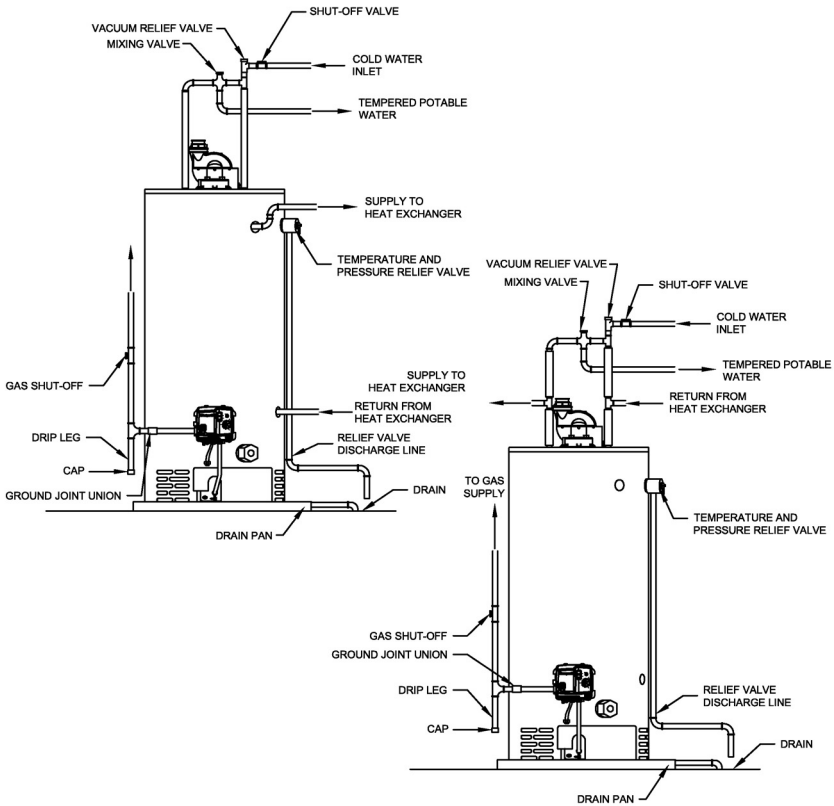 SHUT-OFF VALVE
VACUUM RELIEF VALVE
MIXING VALVE
COLD WATER
INLET
TEMPERED POTABLE
WATER
SUPPLY TO
HEAT EXCHANGER
TEMPERATURE AND
PRESSURE RELIEF VALVE
GAS SHUT-OFF
RETURN FROM
HEAT EXCHANGER
DRIP LEG
RELIEF VALVE
DISCHARGE LINE
CAP
GROUND JOINT UNION
DRAIN
DRAIN PAN
VACUUM RELIEF VALVE
SHUT-OFF VALVE
MIXING VALVE
COLD WATER
INLET
TEMPERED POTABLE
WATER
SUPPLY TO
HEAT EXCHANGER
RETURN FROM
HEAT EXCHANGER
TO GAS
SUPPLY
TEMPERATURE AND
PRESSURE RELIEF VALVE
GAS SHUT-OFF
GROUND JOINT UNION
DRIP LEG
RELIEF VALVE
DISCHARGE LINE
CAP
DRAIN
DRAIN PAN